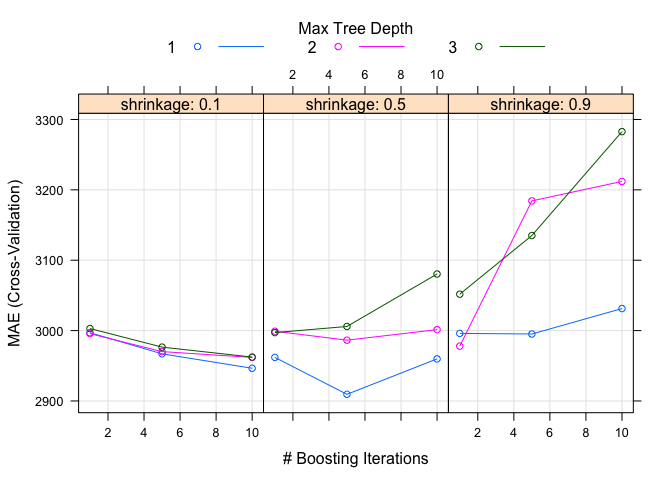 Max Tree Depth
1 2 3
2 4 6 8 10
shrinkage: 0.1 shrinkage: 0.5 shrinkage: 0.9
3300
3200
3100
3000
2900
MAE (Cross-Validation)
2 4 6 8 10 2 4 6 8 10
# Boosting Iterations